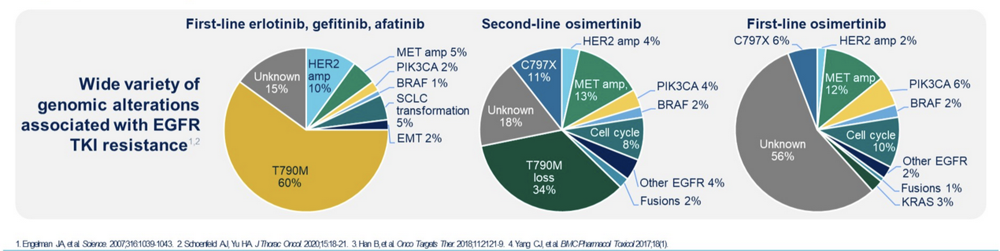 First-line erlotinib, gefitinib, afatinib
Second-line osimertinib
First-line osimertinib
Wide variety of
genomic alterations
associated with EGFR
TKI resistance1,2
HER2
amp
10%
MET amp 5%
PIK3CA 2%
BRAF 1%
SCLC
transformation
5%
EMT 2%
T790M
60%
Unknown
15%
HER2 amp 4%
MET amp,
13%
PIK3CA 4%
BRAF 2%
Cell cycle
8%
Other EGFR 4%
Fusions 2%
T790M
loss
34%
Unknown
18%
C797X
11%
HER2 amp 2%
MET amp
12%
PIK3CA 6%
BRAF 2%
Cell cycle
10%
Other EGFR
2%
Fusions 1%
KRAS 3%
Unknown
56%
C797X 6%
1. Engelman JA, et al. Science. 2007;316:1039-1043. 2. Schoenfeld AJ, Yu HA. J Thorac Oncol. 2020;15:18-21. 3. Han B, et al. Onco Targets Ther. 2018;11:2121-9. 4. Yang CJ, et al. BMC Pharmacol Toxicol 2017;18(1).